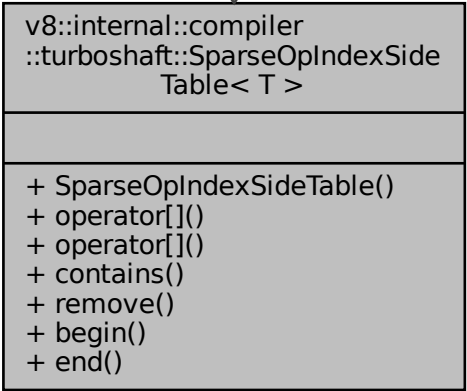 v8::internal::compiler
::turboshaft::SparseOpIndexSide
Table< T >
+ SparseOpIndexSideTable()
+ operator[]()
+ operator[]()
+ contains()
+ remove()
+ begin()
+ end()